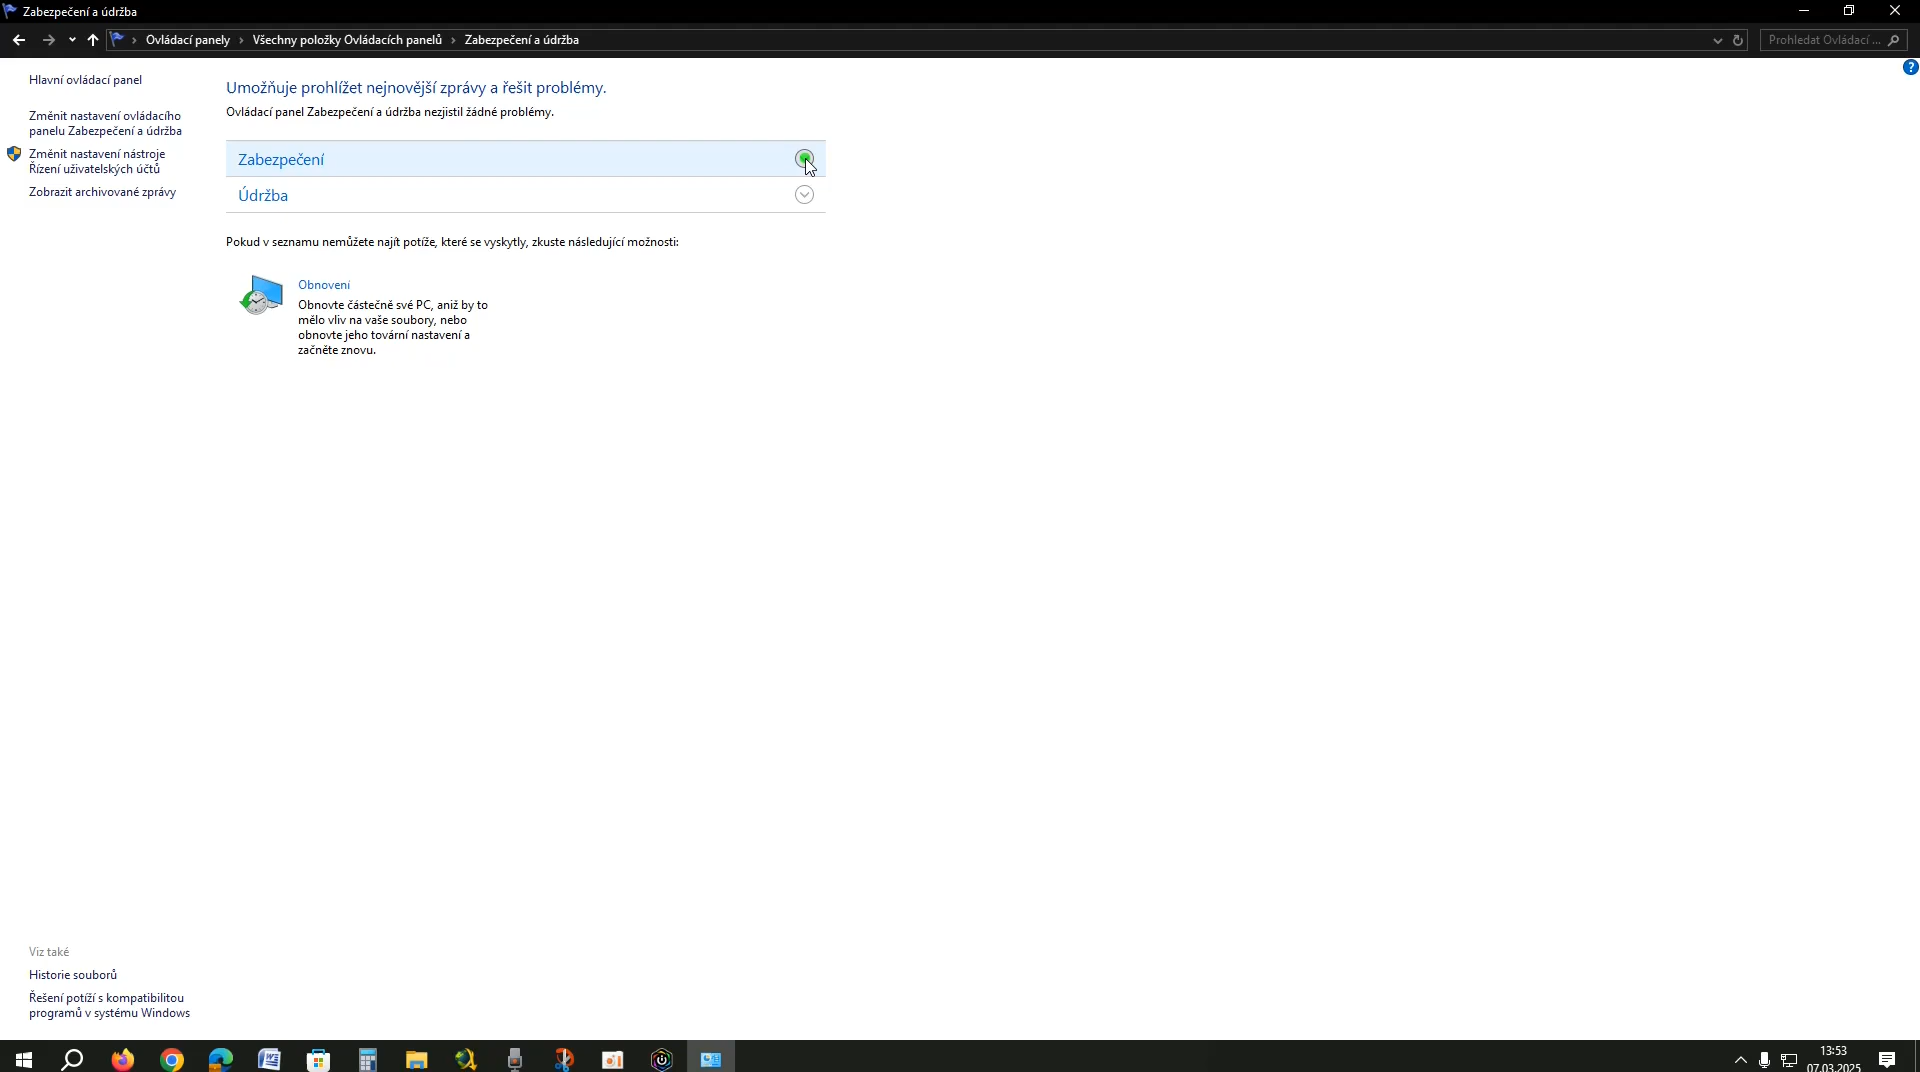 Zabezpečení a údržba
Ovládací panely › Všechny položky Ovládacích panelů › Zabezpečení a údržba
Prohledat Ovládací ...
Hlavní ovládací panel
Změnit nastavení ovládacího
panelu Zabezpečení a údržba
Změnit nastavení nástroje
Řízení uživatelských účtů
Zobrazit archivované zprávy
Umožňuje prohlížet nejnovější zprávy a řešit problémy.
Ovládací panel Zabezpečení a údržba nezjistil žádné problémy.
Zabezpečení
Údržba
Pokud v seznamu nemůžete najít potíže, které se vyskytly, zkuste následující možnosti:
Obnovení
Obnovte částečně své PC, aniž by to
mělo vliv na vaše soubory, nebo
obnovte jeho tovární nastavení a
začněte znovu.
Viz také
Historie souborů
Řešení potíží s kompatibilitou
programů v systému Windows
13:53
07.03.2025